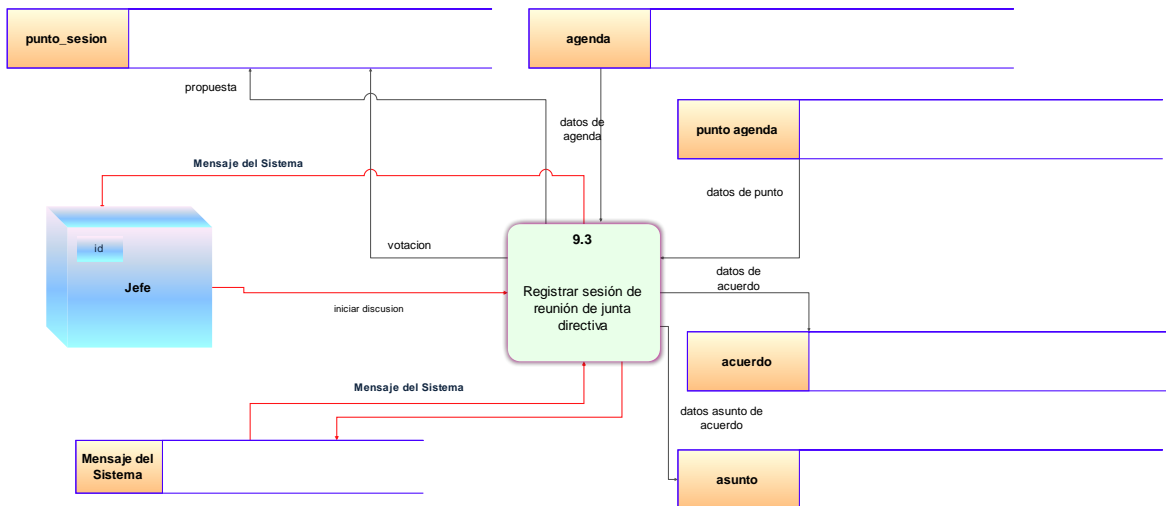 punto_sesion
agenda
propuesta
datos de
agenda
punto agenda
Mensaje del Sistema
datos de punto
id
Jefe
votacion
9.3
Registrar sesión de
reunión de junta
directiva
datos de
acuerdo
iniciar discusion
acuerdo
Mensaje del Sistema
datos asunto de
acuerdo
Mensaje del
Sistema
asunto